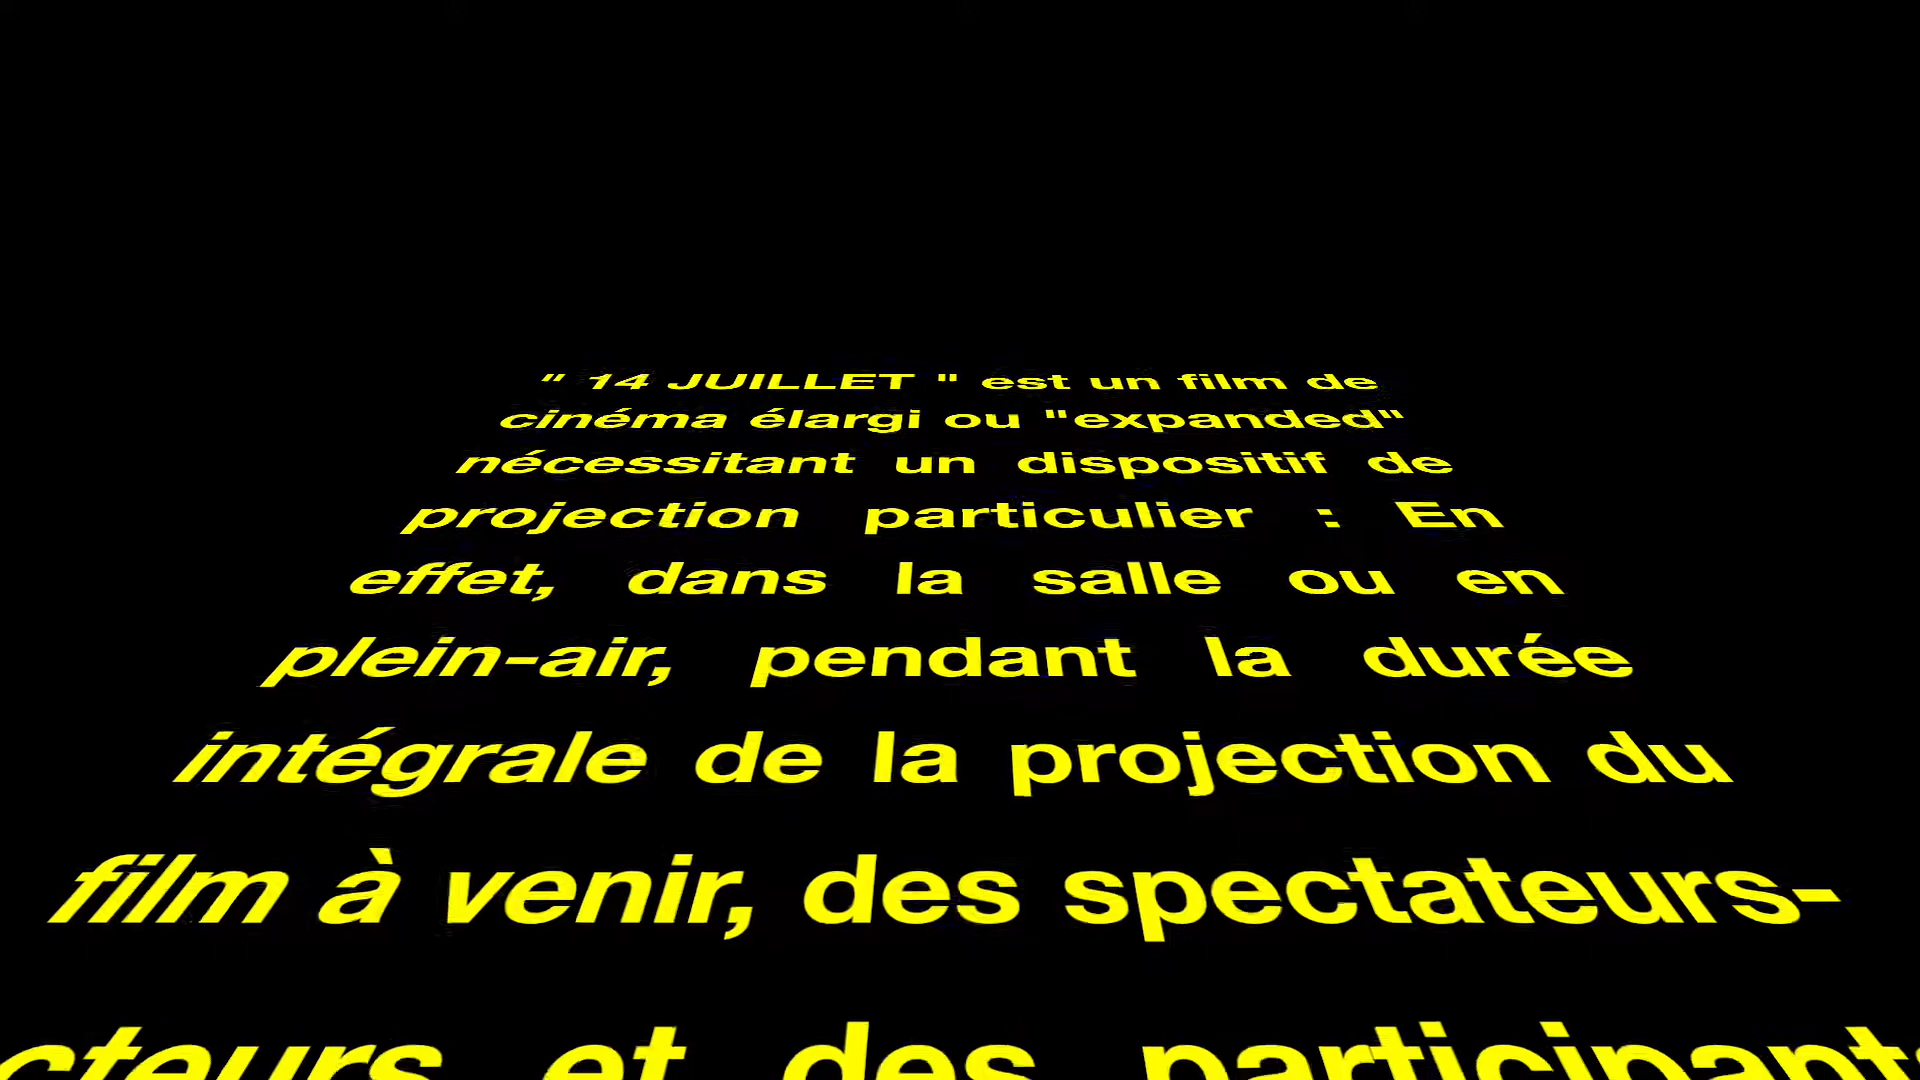 " 14 JUILLET " est un film de
cinéma élargi ou "expanded"
nécessitant un dispositif de
projection particulier : En
effet, dans la salle ou en
plein-air, pendant la durée
intégrale de la projection du
film à venir, des spectateurs-
cteurs et des participants